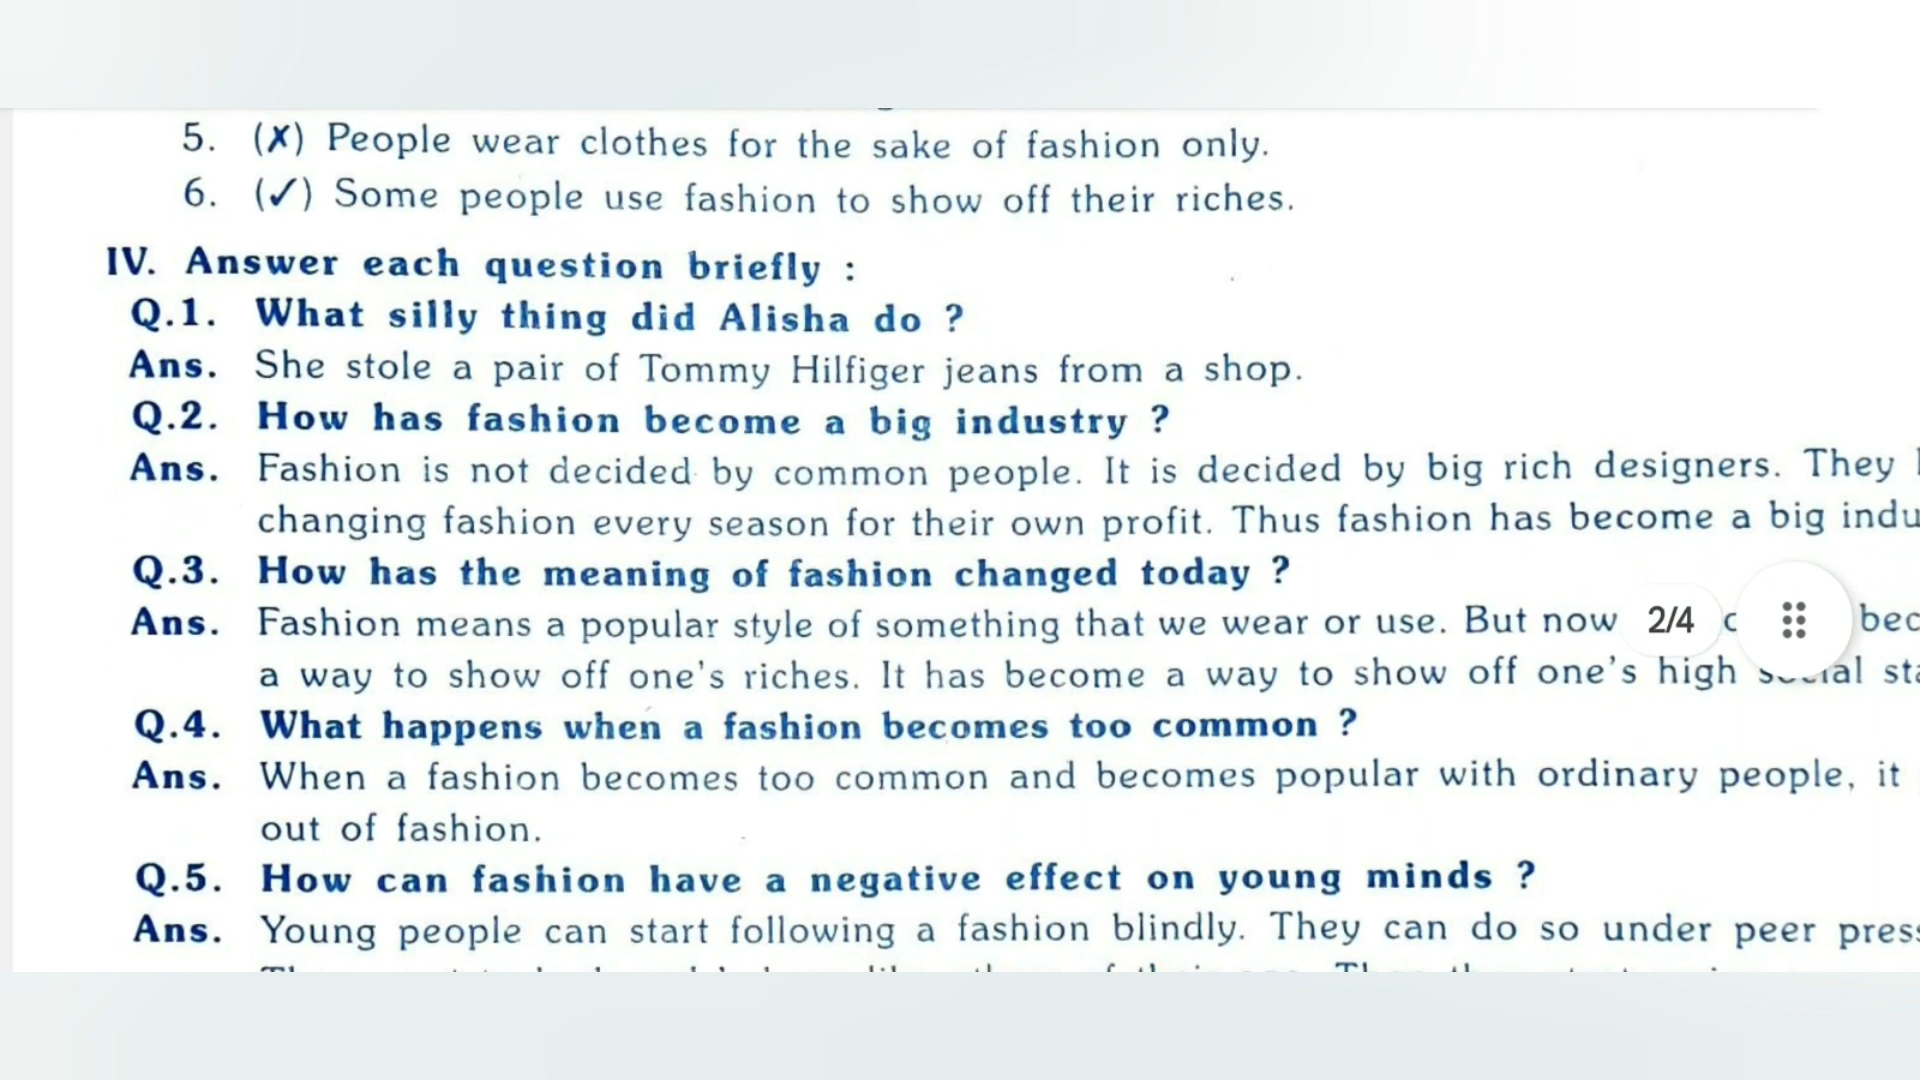 5. (✗) People wear clothes for the sake of fashion only.
6. (✓) Some people use fashion to show off their riches.
IV. Answer each question briefly :
Q.1. What silly thing did Alisha do ?
Ans. She stole a pair of Tommy Hilfiger jeans from a shop.
Q.2. How has fashion become a big industry ?
Ans. Fashion is not decided by common people. It is decided by big rich designers. They
changing fashion every season for their own profit. Thus fashion has become a big indu
Q.3. How has the meaning of fashion changed today ?
Ans. Fashion means a popular style of something that we wear or use. But now
2/4
bec
a way to show off one's riches. It has become a way to show off one's high social sta
Q.4. What happens when a fashion becomes too common ?
Ans. When a fashion becomes too common and becomes popular with ordinary people, it
out of fashion.
Q.5. How can fashion have a negative effect on young minds ?
Ans. Young people can start following a fashion blindly. They can do so under peer press